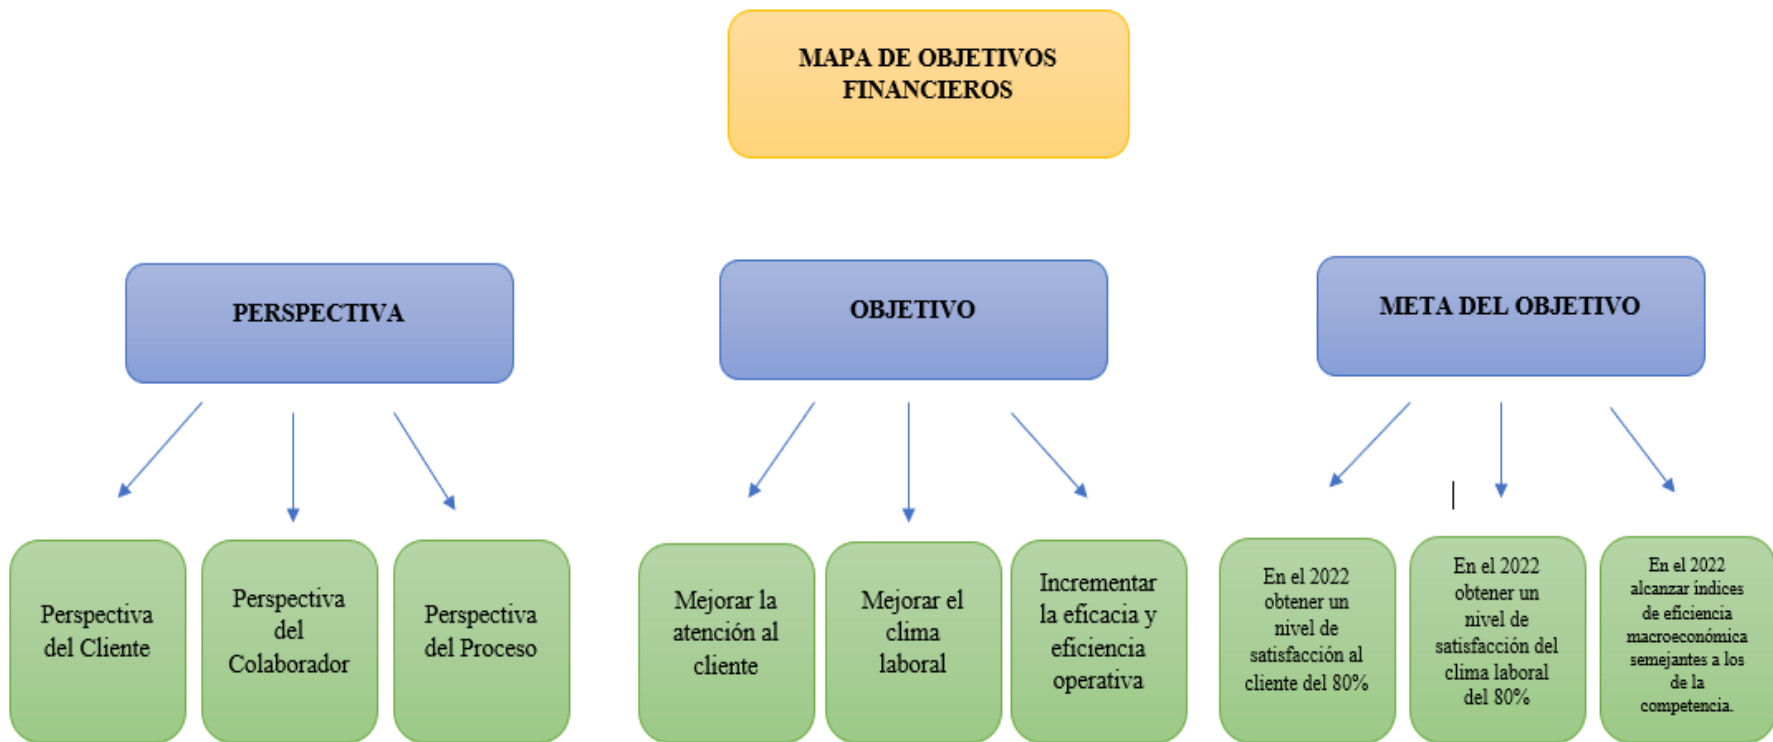 MAPA DE OBJETIVOS
FINANCIEROS
PERSPECTIVA
OBJETIVO
META DEL OBJETIVO
Perspectiva
del Cliente
Perspectiva
del
Colaborador
Perspectiva
del Proceso
Mejorar la
atención al
cliente
Mejorar el
clima
laboral
Incrementar
la eficacia y
eficiencia
operativa
En el 2022
obtener un
nivel de
satisfacción al
cliente del 80%
En el 2022
obtener un
nivel de
satisfacción del
clima laboral
del 80%
En el 2022
alcanzar índices
de eficiencia
macroeconómica
semejantes a los
de la
competencia.